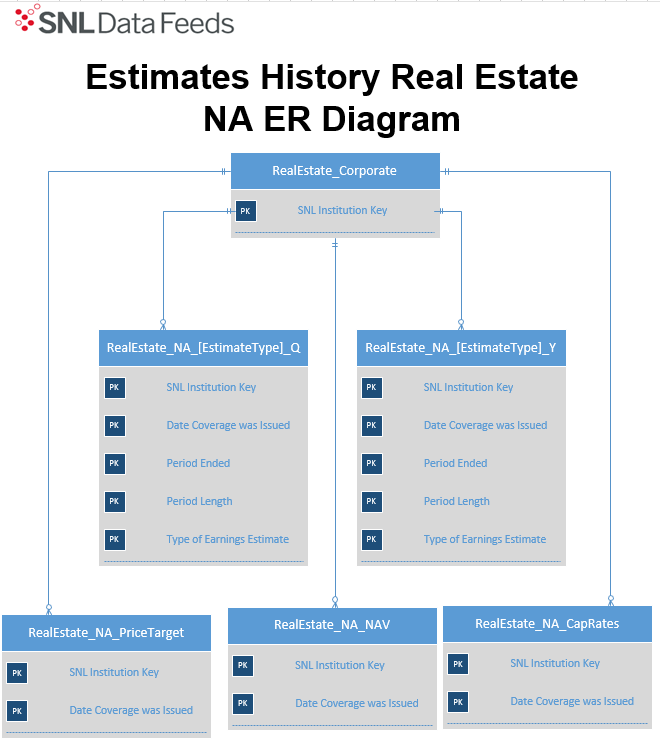 SNL Data Feeds
Estimates History Real Estate
NA ER Diagram
RealEstate_Corporate
PK SNL Institution Key
RealEstate_NA_[EstimateType]_Q
PK SNL Institution Key
PK Date Coverage was Issued
PK Period Ended
PK Period Length
PK Type of Earnings Estimate
RealEstate_NA_[EstimateType]_Y
PK SNL Institution Key
PK Date Coverage was Issued
PK Period Ended
PK Period Length
PK Type of Earnings Estimate
RealEstate_NA_PriceTarget
PK SNL Institution Key
PK Date Coverage was Issued
RealEstate_NA_NAV
PK SNL Institution Key
PK Date Coverage was Issued
RealEstate_NA_CapRates
PK SNL Institution Key
PK Date Coverage was Issued